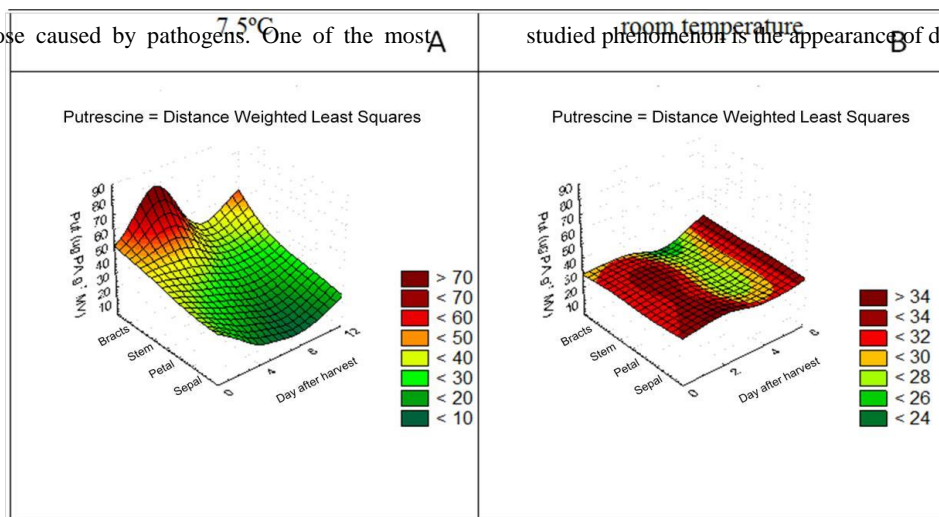 7.5ºC
room temperature
ose caused by pathogens. One of the most
studied phenomenon is the appearance of d
A
B
Putrescine = Distance Weighted Least Squares
90
80
70
60
50
40
30
20
10
Put (ugPA.g⁻¹ MV)
Bracts
Stem
Petal
Sepal
0
4
8
12
Day after harvest
> 70
< 70
< 60
< 50
< 40
< 30
< 20
< 10
Putrescine = Distance Weighted Least Squares
90
80
70
60
50
40
30
20
10
Put (ugPA.g⁻¹ MV)
Bracts
Stem
Petal
Sepal
0
2
4
6
Day after harvest
> 34
< 34
< 32
< 30
< 28
< 26
< 24